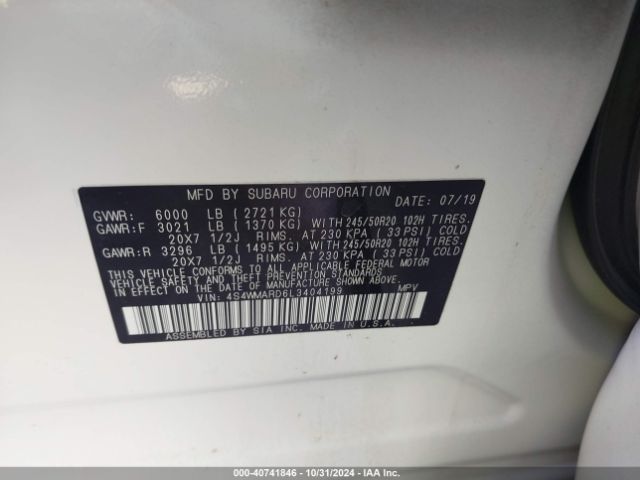 MFD BY SUBARU CORPORATION DATE: 07/19
GVWR: 6000 LB ( 2721 KG)
GAWR:F 3021 LB ( 1370 KG) WITH 245/50R20 102H TIRES.
20X7 1/2J RIMS. AT 230 KPA ( 33 PSI) COLD
GAWR:R 3296 LB ( 1495 KG) WITH 245/50R20 102H TIRES.
20X7 1/2J RIMS. AT 230 KPA ( 33 PSI) COLD
THIS VEHICLE CONFORMS TO ALL APPLICABLE FEDERAL MOTOR
VEHICLE SAFETY AND THEFT PREVENTION STANDARDS IN EFFECT
ON THE DATE OF MANUFACTURE SHOWN ABOVE.
VIN: 4S4WMARD6L3404199 MPV
ASSEMBLED BY SIA INC. MADE IN U.S.A.
000-40741846 • 10/31/2024 • IAA Inc.